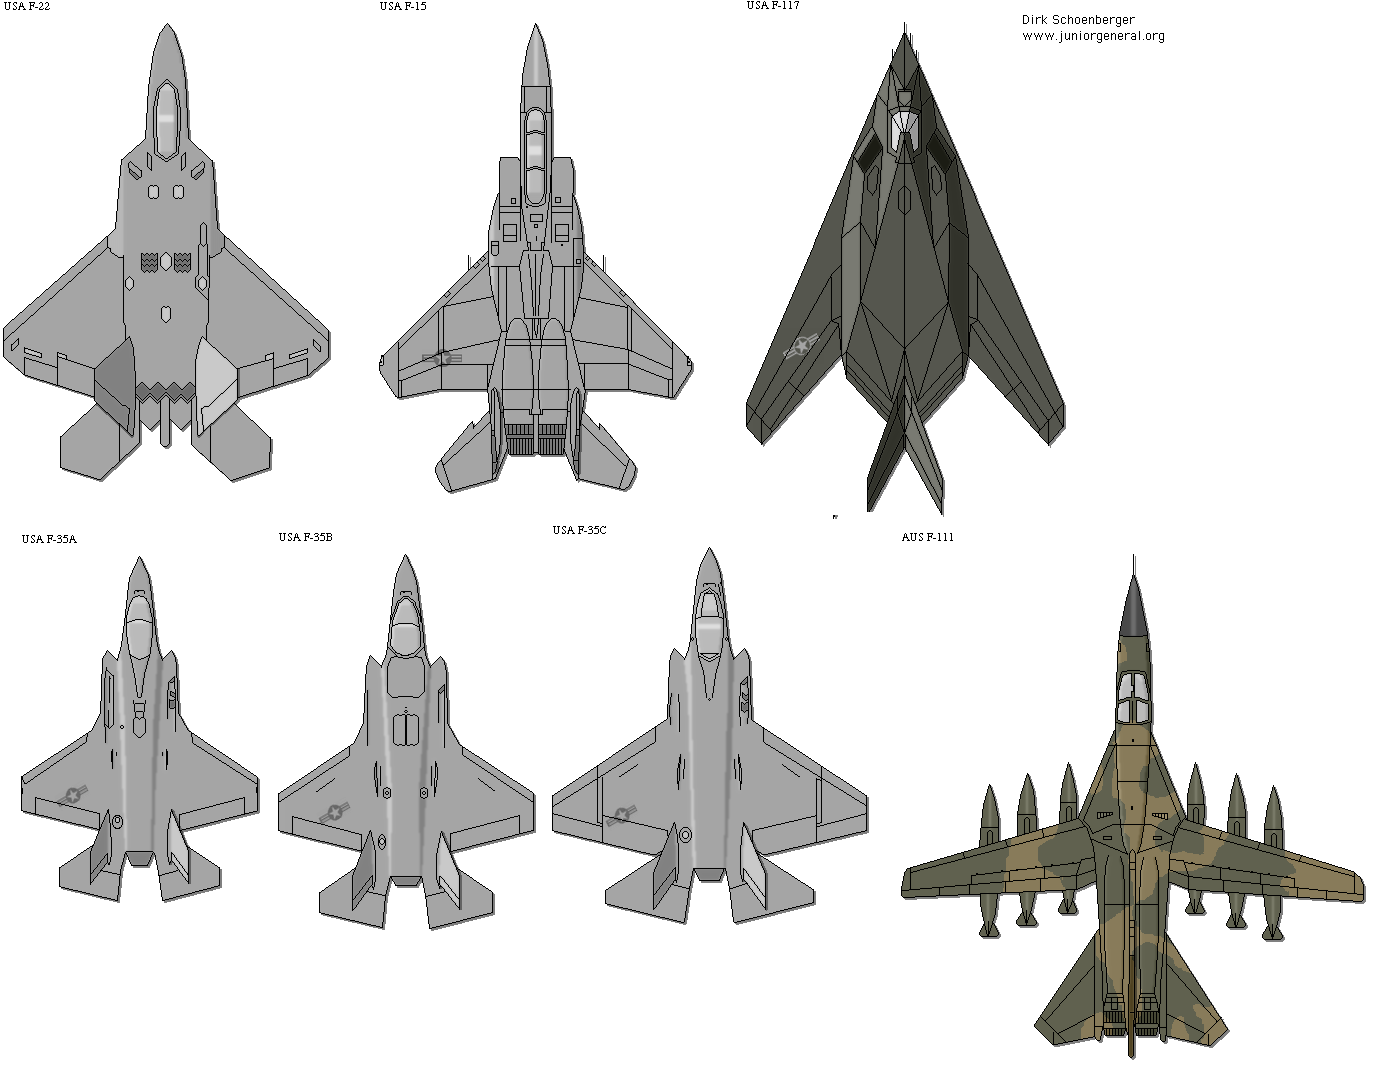 USA F-22
USA F-15
USA F-117
Dirk Schoenberger
www.juniorgeneral.org
USA F-35A
USA F-35B
USA F-35C
AUS F-111